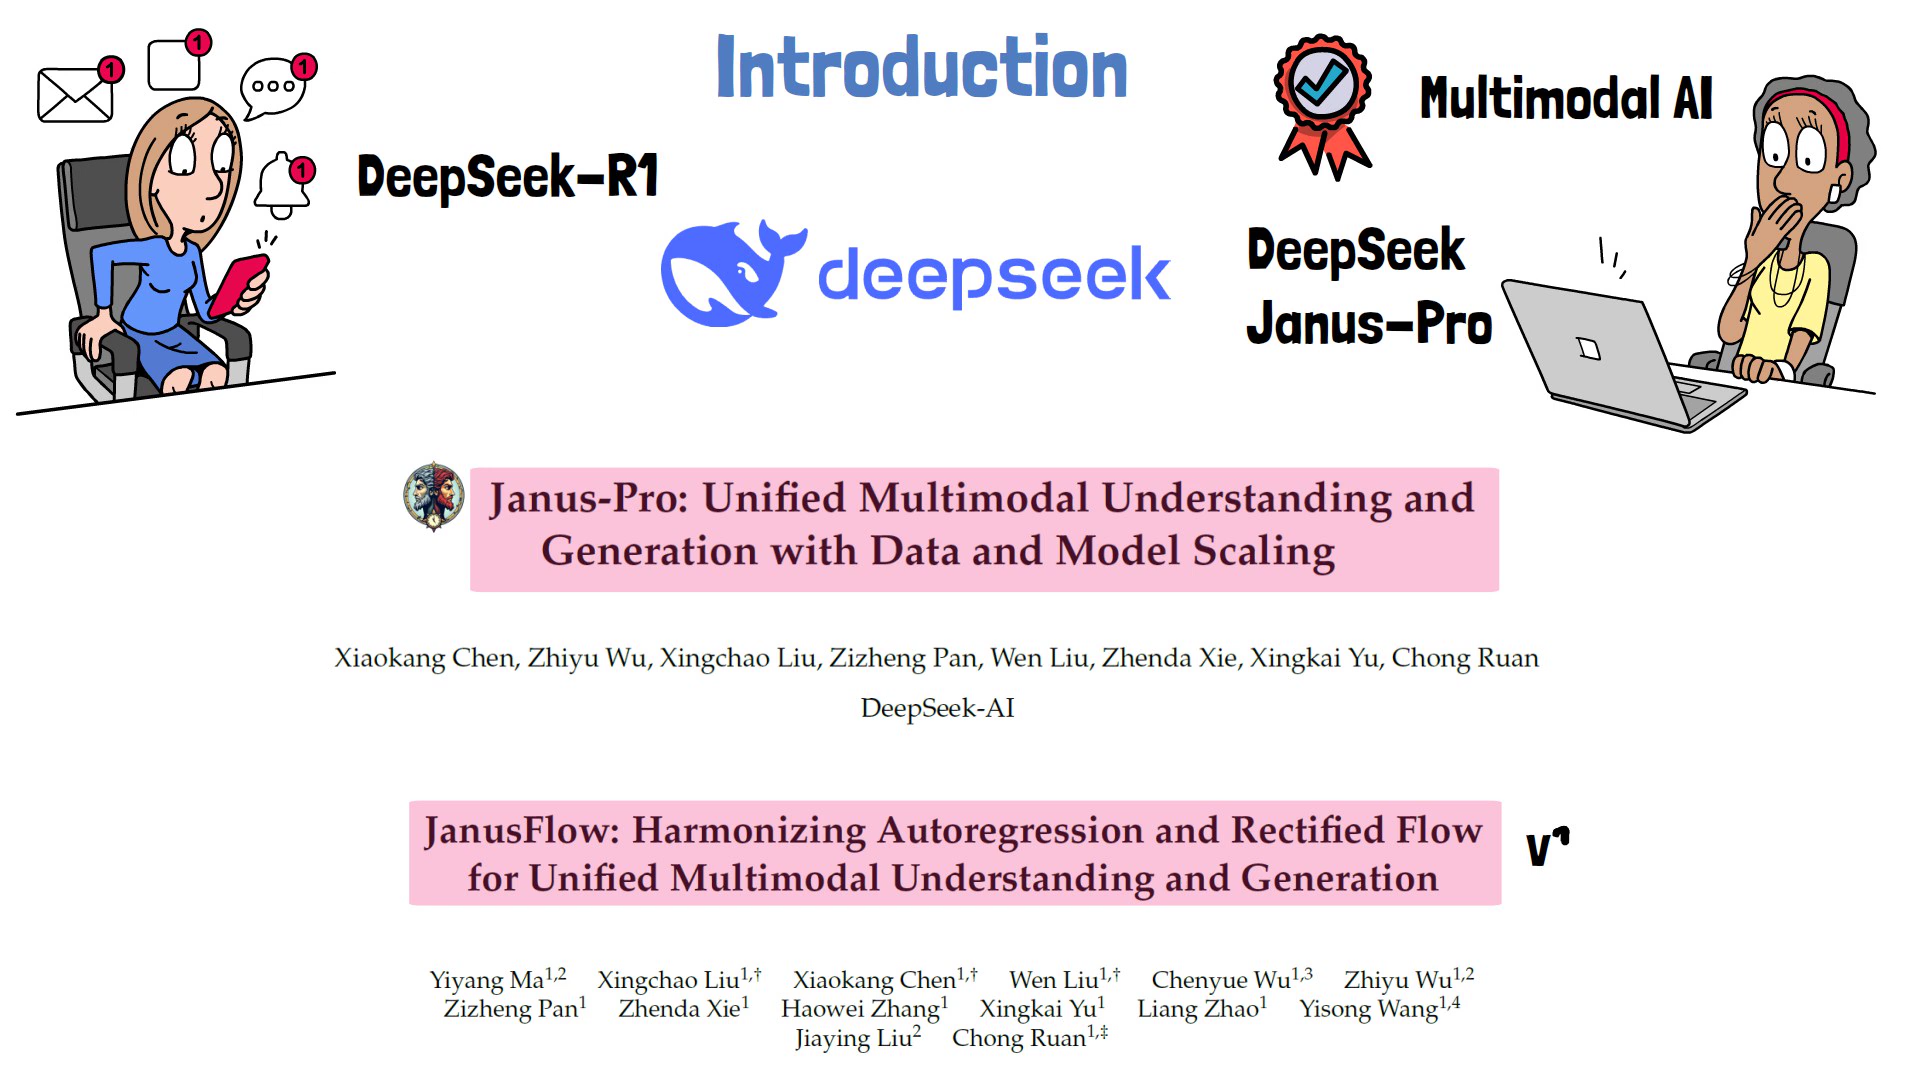 Introduction
1
1
1
1
DeepSeek-R1
deepseek
Multimodal AI
DeepSeek
Janus-Pro
Janus-Pro: Unified Multimodal Understanding and
Generation with Data and Model Scaling
Xiaokang Chen, Zhiyu Wu, Xingchao Liu, Zizheng Pan, Wen Liu, Zhenda Xie, Xingkai Yu, Chong Ruan
DeepSeek-AI
JanusFlow: Harmonizing Autoregression and Rectified Flow
for Unified Multimodal Understanding and Generation
Yiyang Ma1,2 Xingchao Liu1,† Xiaokang Chen1,† Wen Liu1,† Chenyue Wu1,3 Zhiyu Wu1,2
Zizheng Pan1 Zhenda Xie1 Haowei Zhang1 Xingkai Yu1 Liang Zhao1 Yisong Wang1,4
Jiaying Liu2 Chong Ruan1,‡